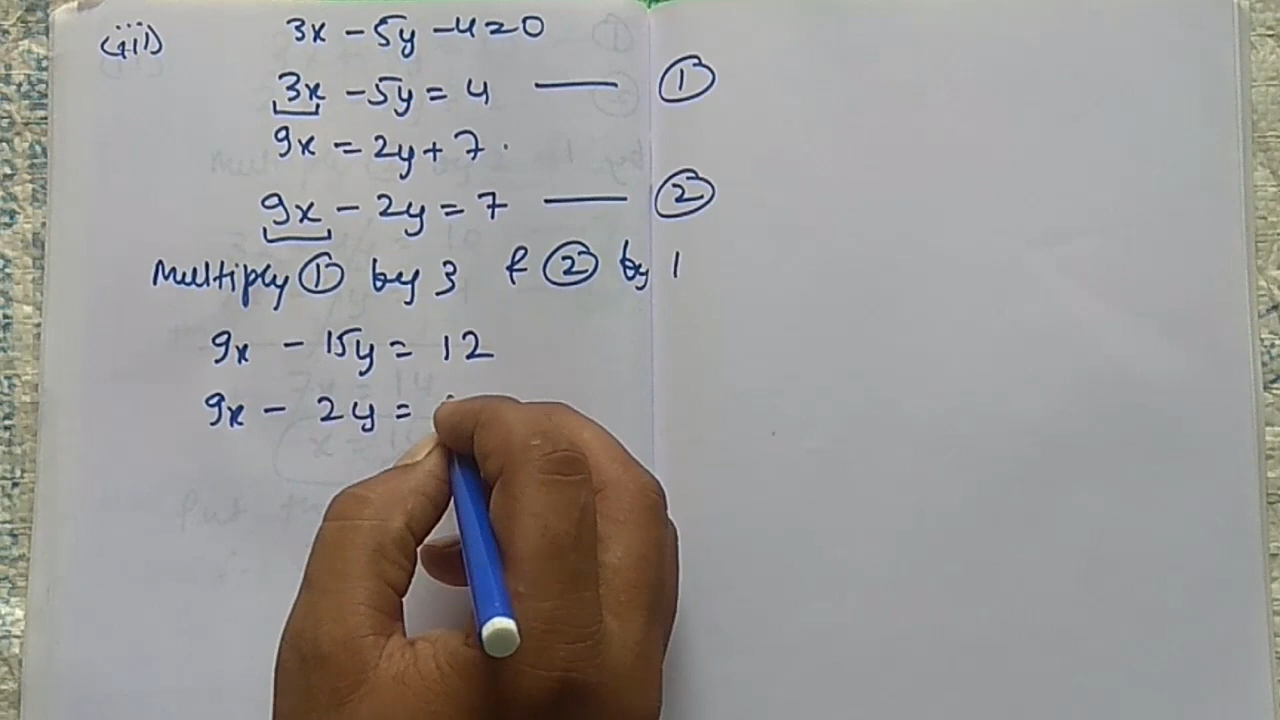 (iii) 3x - 5y - 4 = 0
3x - 5y = 4 —— ①
9x = 2y + 7.
9x - 2y = 7 —— ②
Multiply ① by 3 & ② by 1
9x - 15y = 12
9x - 2y =